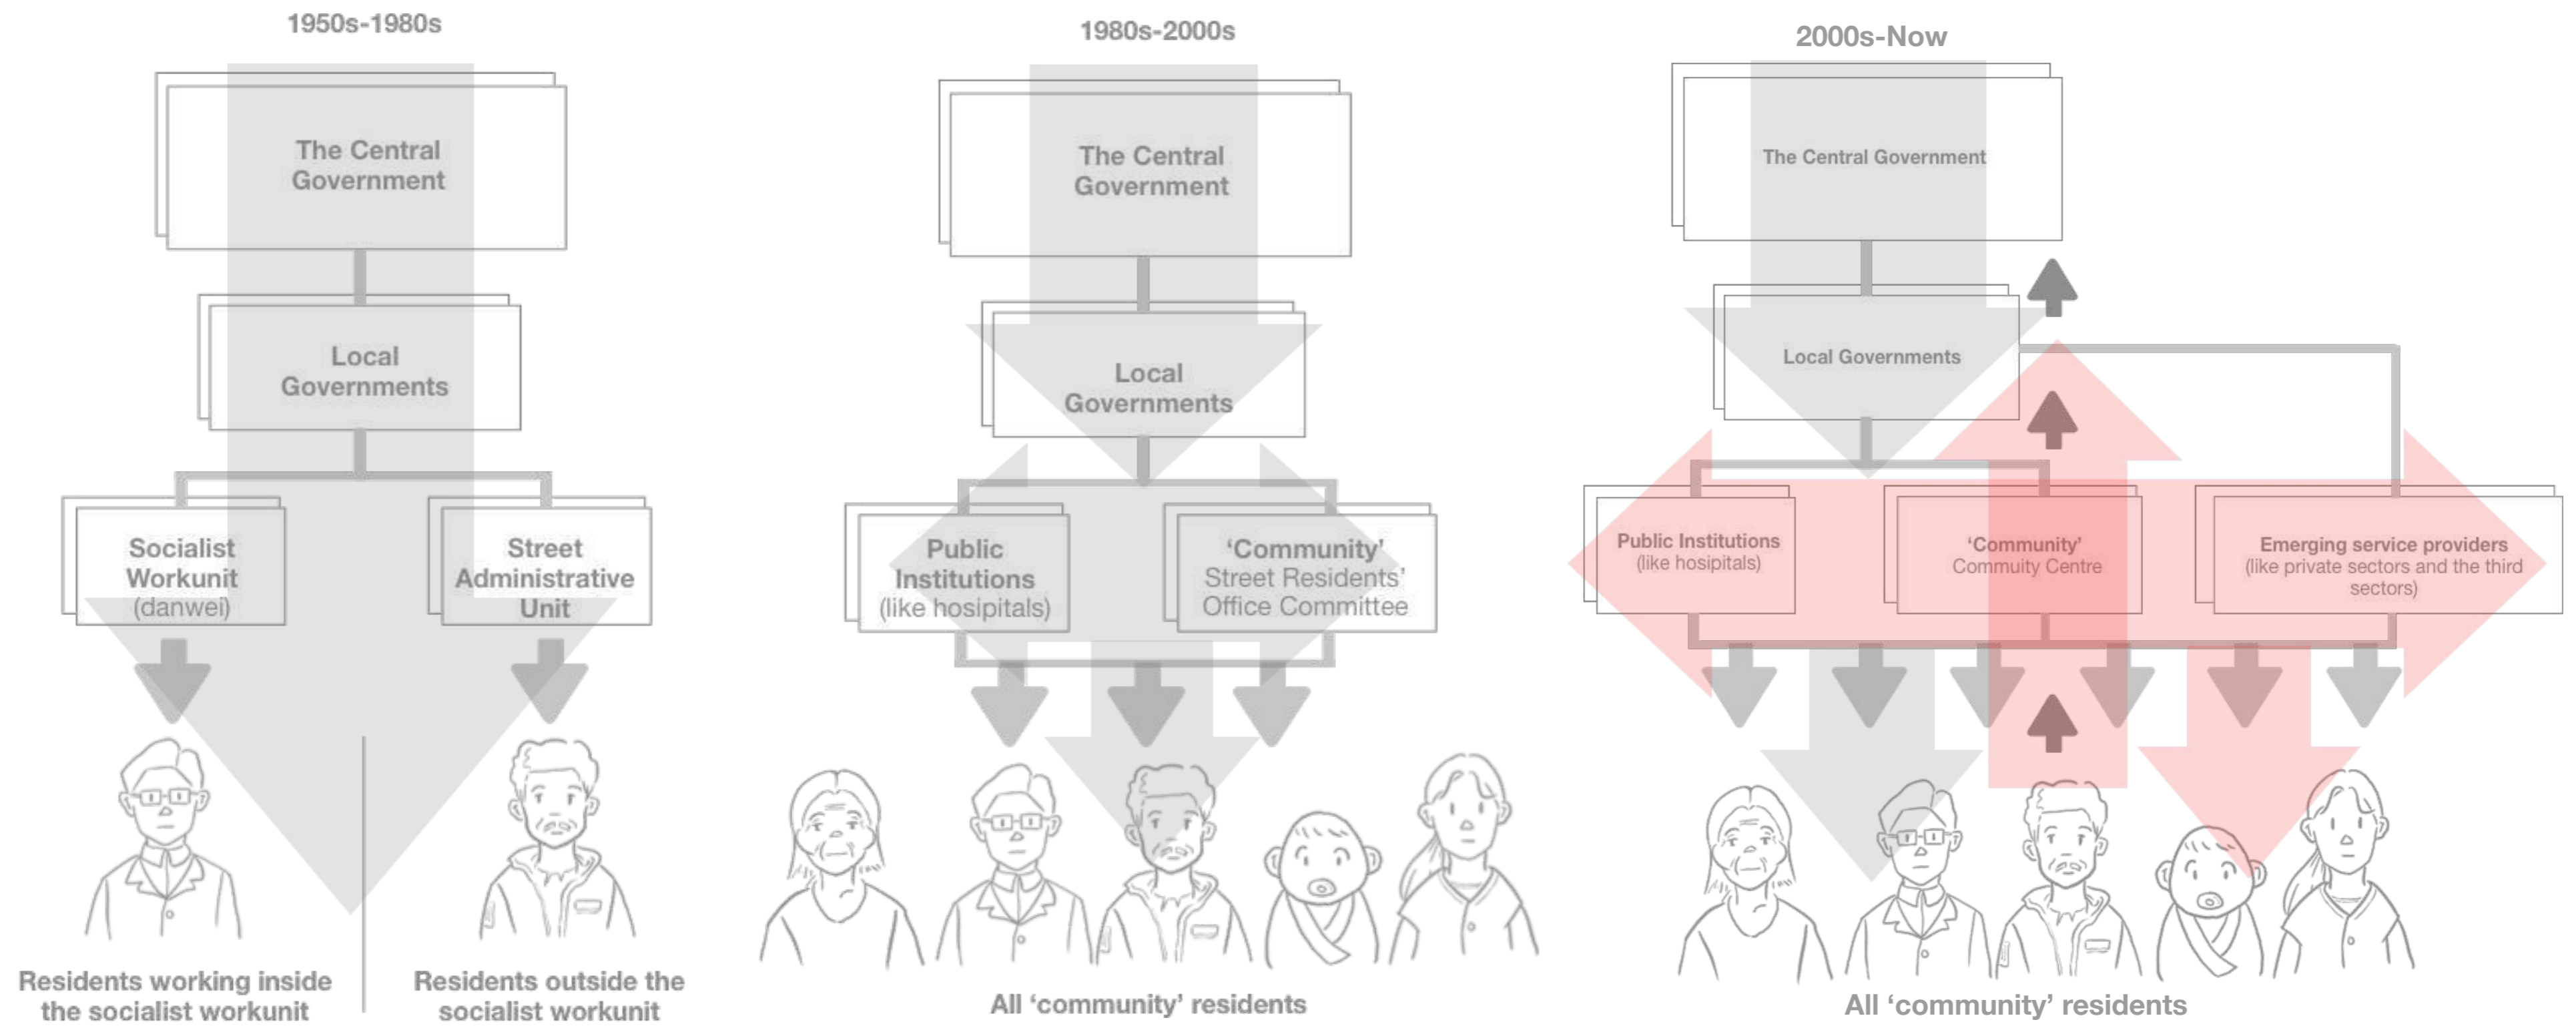 1950s-1980s
The Central
Government
Local
Governments
Socialist
Workunit
(danwei)
Street
Administrative
Unit
Residents working inside
the socialist workunit
Residents outside the
socialist workunit
1980s-2000s
The Central
Government
Local
Governments
Public
Institutions
(like hosipitals)
‘Community’
Street Residents’
Office Committee
All ‘community’ residents
2000s-Now
The Central Government
Local Governments
Public Institutions
(like hosipitals)
‘Community’
Commuity Centre
Emerging service providers
(like private sectors and the third
sectors)
All ‘community’ residents